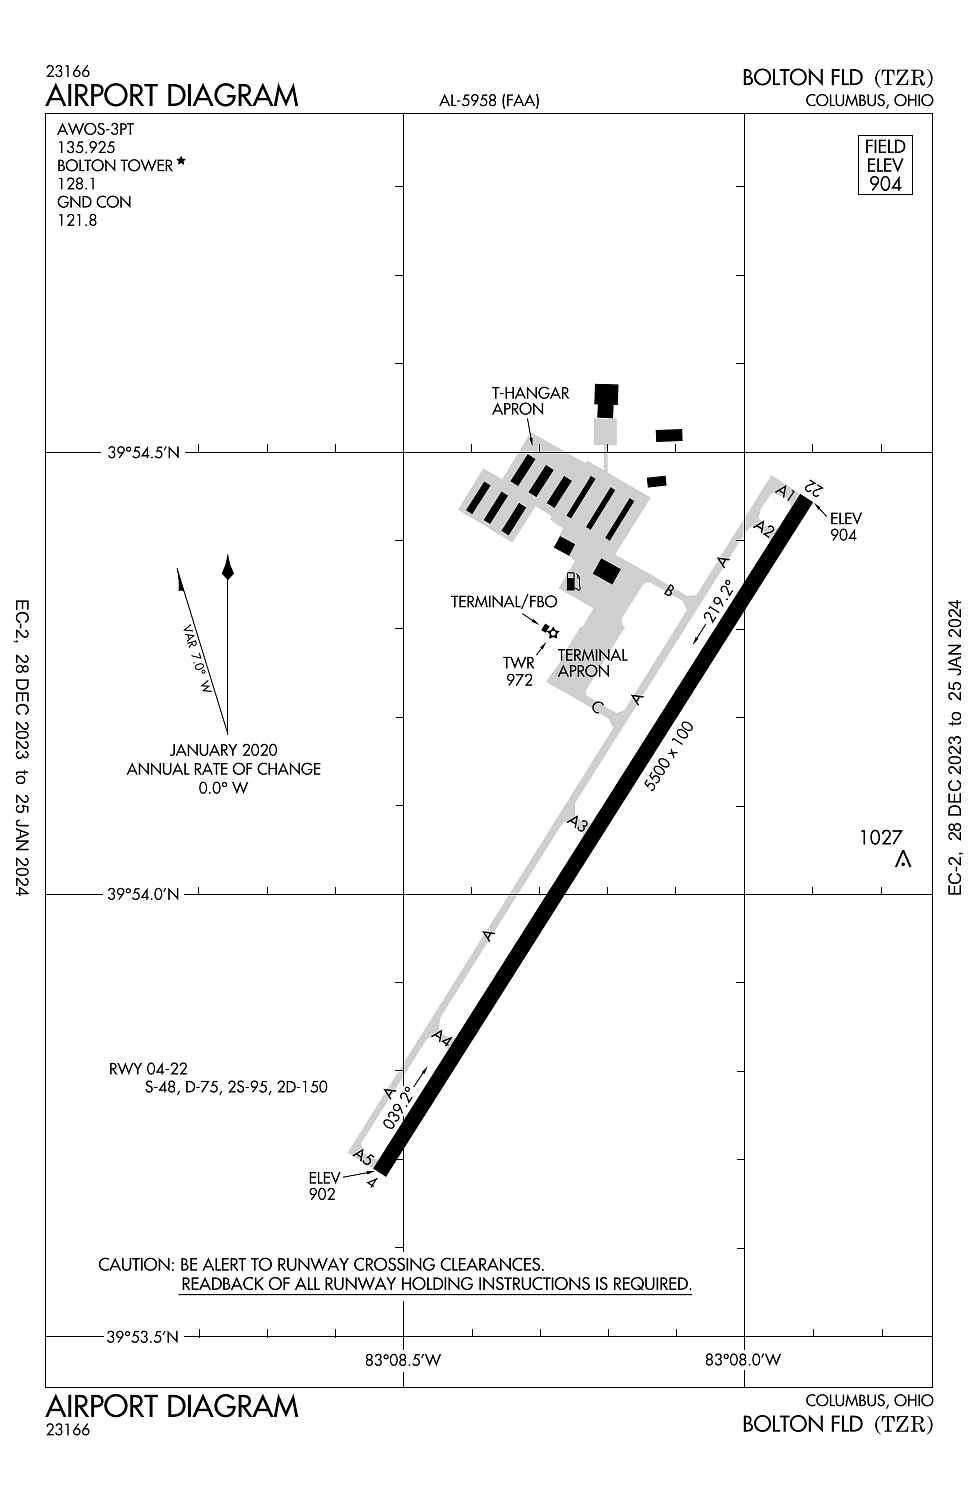 23166
AIRPORT DIAGRAM
AL-5958 (FAA)
BOLTON FLD (TZR)
COLUMBUS, OHIO
AWOS-3PT
135.925
BOLTON TOWER★
128.1
GND CON
121.8
FIELD
ELEV
904
T-HANGAR
APRON
39°54.5'N
A1
22
A2
ELEV
904
A
219.2°
B
TERMINAL/FBO
TWR
972
TERMINAL
APRON
C
A
VAR 7.0° W
JANUARY 2020
ANNUAL RATE OF CHANGE
0.0° W
5500 x 100
A3
1027
39°54.0'N
A
A4
RWY 04-22
S-48, D-75, 2S-95, 2D-150
A
039.2°
A5
ELEV
902
4
CAUTION: BE ALERT TO RUNWAY CROSSING CLEARANCES.
READBACK OF ALL RUNWAY HOLDING INSTRUCTIONS IS REQUIRED.
39°53.5'N
83°08.5'W
83°08.0'W
AIRPORT DIAGRAM
23166
COLUMBUS, OHIO
BOLTON FLD (TZR)
EC-2, 28 DEC 2023 to 25 JAN 2024
EC-2, 28 DEC 2023 to 25 JAN 2024